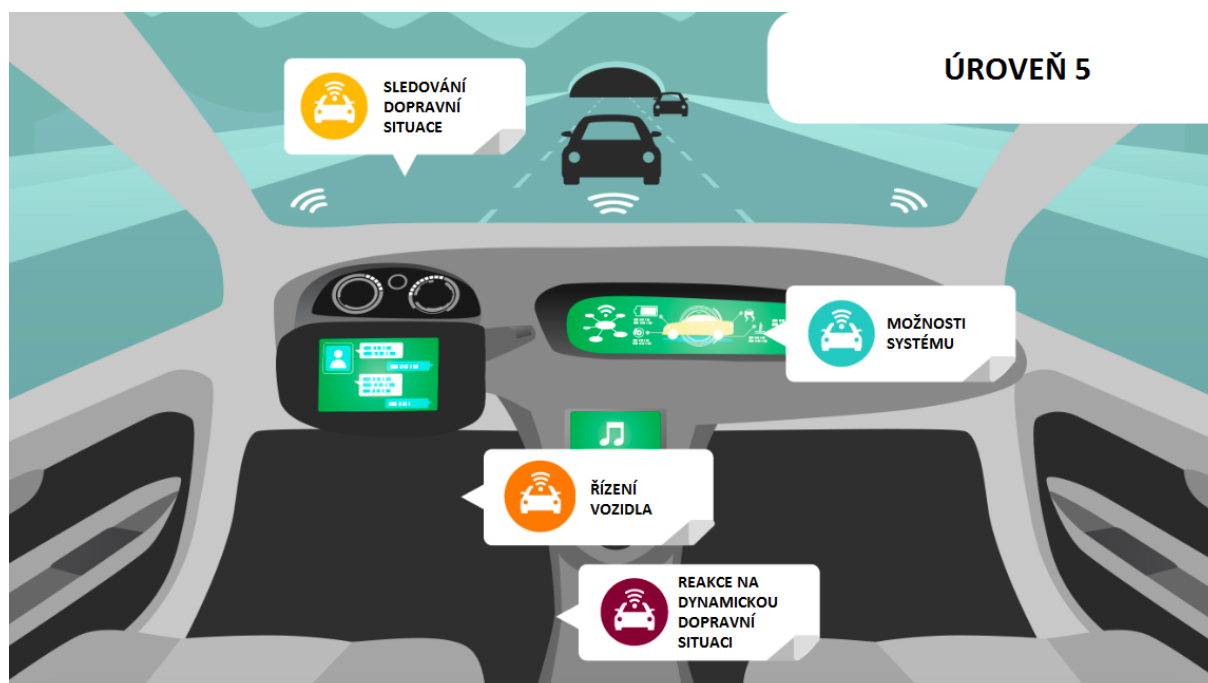 ÚROVEŇ 5
SLEDOVÁNÍ
DOPRAVNÍ
SITUACE
MOŽNOSTI
SYSTÉMU
ŘÍZENÍ
VOZIDLA
REAKCE NA
DYNAMICKOU
DOPRAVNÍ
SITUACI